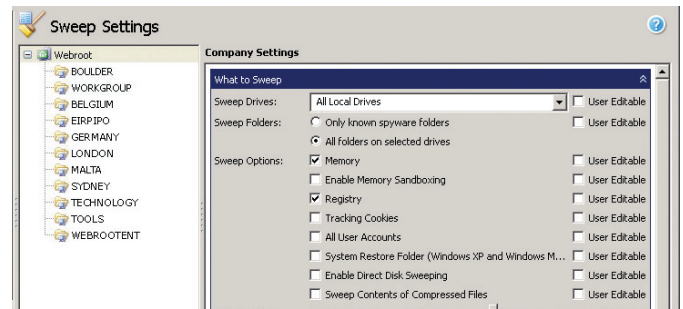 Sweep Settings
Webroot
BOULDER
WORKGROUP
BELGIUM
EIRPIPO
GERMANY
LONDON
MALTA
SYDNEY
TECHNOLOGY
TOOLS
WEBROOTENT
Company Settings
What to Sweep
Sweep Drives: All Local Drives User Editable
Sweep Folders: Only known spyware folders User Editable
All folders on selected drives
Sweep Options: Memory User Editable
Enable Memory Sandboxing User Editable
Registry User Editable
Tracking Cookies User Editable
All User Accounts User Editable
System Restore Folder (Windows XP and Windows M... User Editable
Enable Direct Disk Sweeping User Editable
Sweep Contents of Compressed Files User Editable